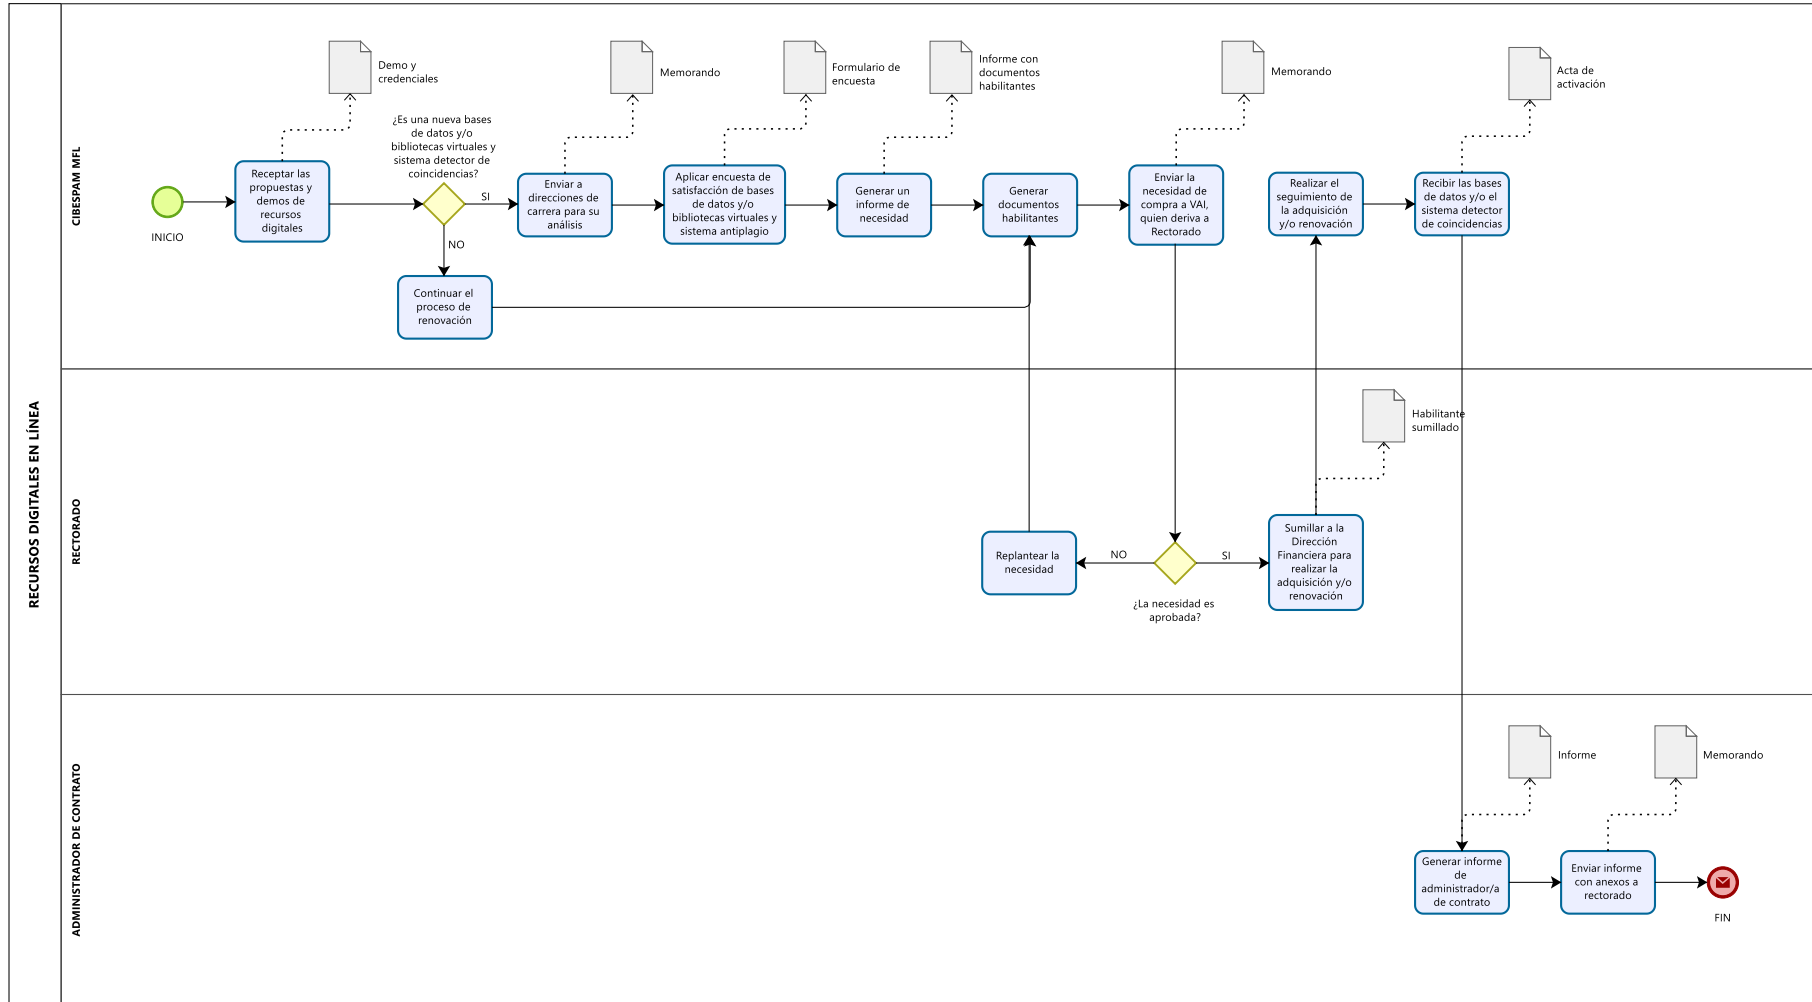 RECURSOS DIGITALES EN LÍNEA
CIBESPAM MFL
Demo y
credenciales
Memorando
Formulario de
encuesta
Informe con
documentos
habilitantes
Memorando
Acta de
activación
¿Es una nueva bases
de datos y/o
bibliotecas virtuales y
sistema detector de
coincidencias?
INICIO
Receptar las
propuestas y
demos de
recursos
digitales
SI
NO
Enviar a
direcciones de
carrera para su
análisis
Aplicar encuesta de
satisfacción de bases
de datos y/o
bibliotecas virtuales y
sistema antiplagio
Generar un
informe de
necesidad
Generar
documentos
habilitantes
Enviar la
necesidad de
compra a VAI,
quien deriva a
Rectorado
Realizar el
seguimiento de
la adquisición
y/o renovación
Recibir las bases
de datos y/o el
sistema detector
de coincidencias
Continuar el
proceso de
renovación
RECTORADO
Habilitante
sumillado
Replantear la
necesidad
NO
SI
¿La necesidad es
aprobada?
Sumillar a la
Dirección
Financiera para
realizar la
adquisición y/o
renovación
ADMINISTRADOR DE CONTRATO
Informe
Memorando
Generar informe
de
administrador/a
de contrato
Enviar informe
con anexos a
rectorado
FIN